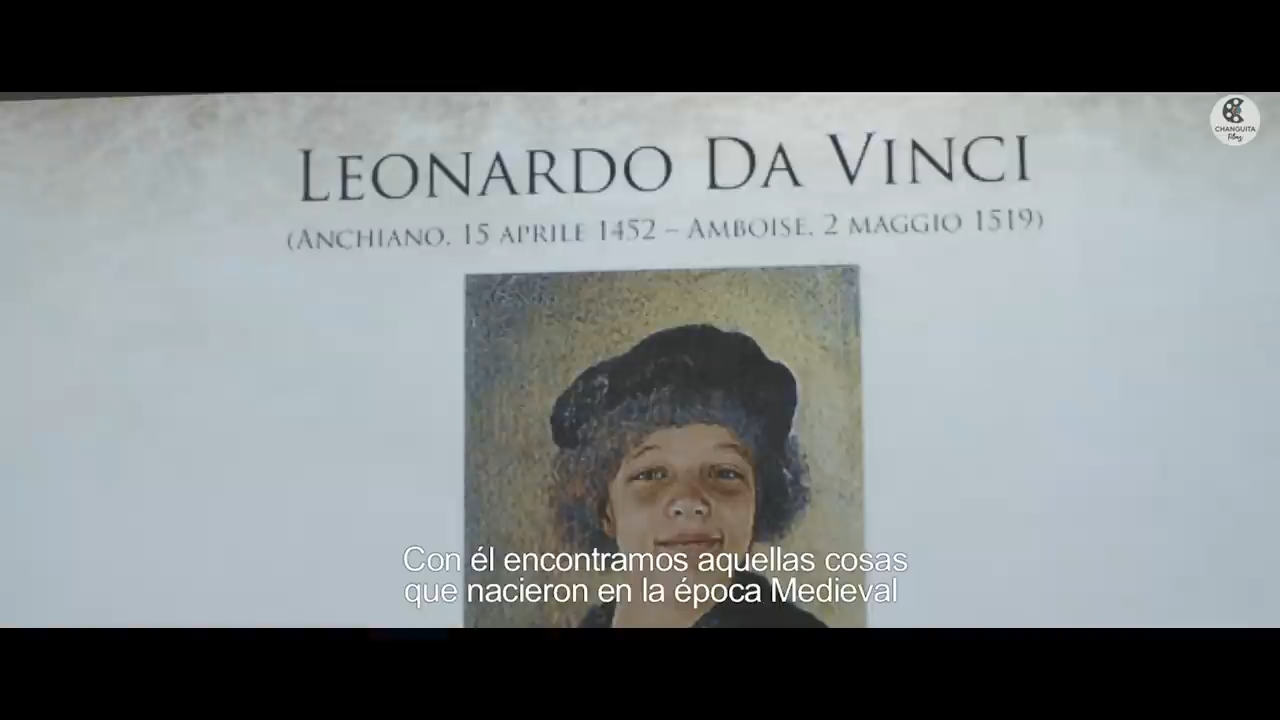 CHANGUITA
Films
LEONARDO DA VINCI
(ANCHIANO, 15 APRILE 1452 – AMBOISE, 2 MAGGIO 1519)
Con él encontramos aquellas cosas
que nacieron en la época Medieval